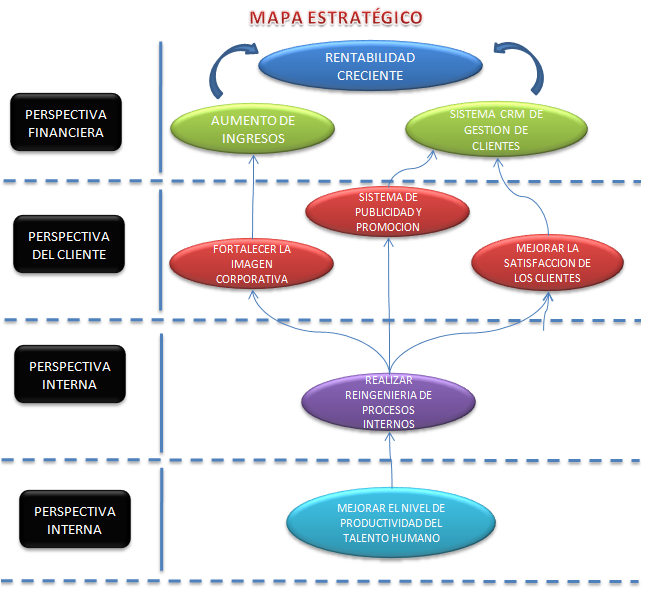 MAPA ESTRATÉGICO
RENTABILIDAD
CRECIENTE
PERSPECTIVA
FINANCIERA
AUMENTO DE
INGRESOS
SISTEMA CRM DE
GESTION DE
CLIENTES
PERSPECTIVA
DEL CLIENTE
SISTEMA DE
PUBLICIDAD Y
PROMOCION
FORTALECER LA
IMAGEN
CORPORATIVA
MEJORAR LA
SATISFACCION DE
LOS CLIENTES
PERSPECTIVA
INTERNA
REALIZAR
REINGENIERIA DE
PROCESOS
INTERNOS
PERSPECTIVA
INTERNA
MEJORAR EL NIVEL DE
PRODUCTIVIDAD DEL
TALENTO HUMANO